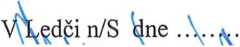 V Ledči n/S dne ........